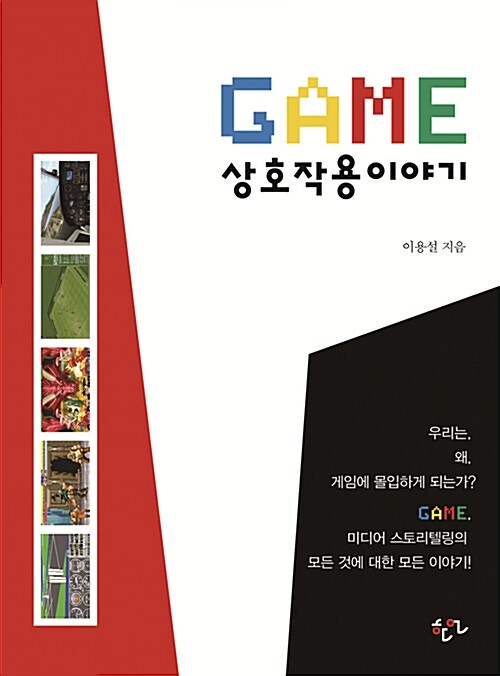 GAME
상호작용이야기
이용설 지음
우리는,
왜,
게임에 몰입하게 되는가?
GAME,
미디어 스토리텔링의
모든 것에 대한 모든 이야기!
한언